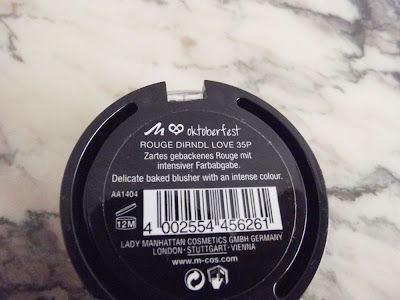 M oktoberfest
ROUGE DIRNDL LOVE 35P
Zartes gebackenes Rouge mit
intensiver Farbabgabe.
Delicate baked blusher with an intense colour.
AA1404
12M
4 002554 456261
LADY MANHATTAN COSMETICS GMBH GERMANY
LONDON · STUTTGART · VIENNA
www.m-cos.com